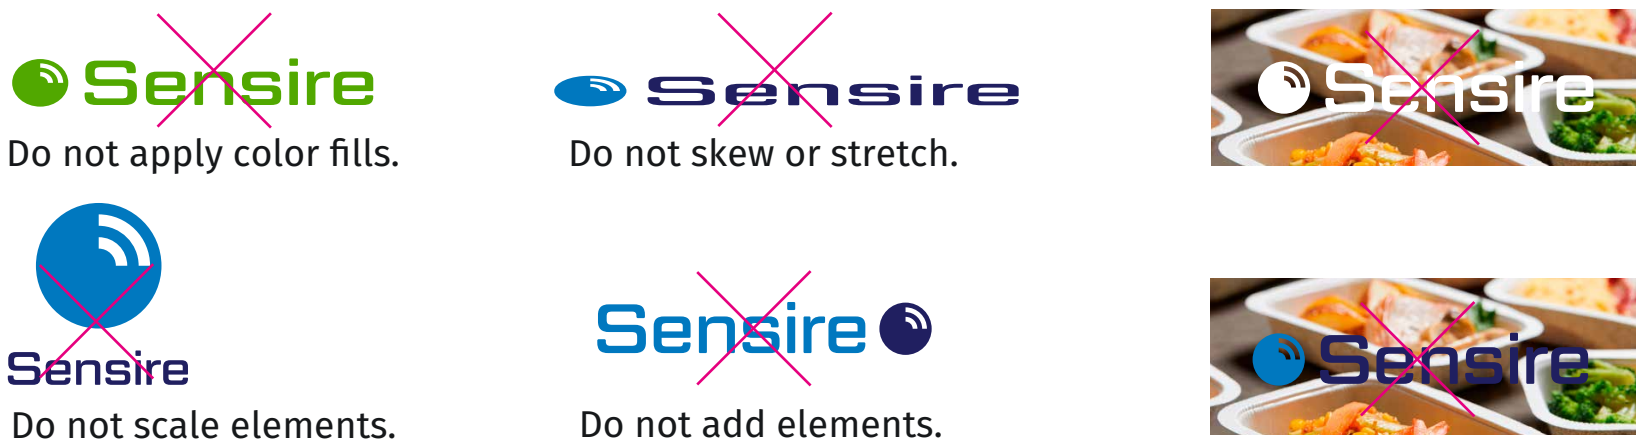 Sensire
Sensire
Sensire
Do not apply color fills.
Do not skew or stretch.
Sensire
Sensire
Sensire
Do not scale elements.
Do not add elements.